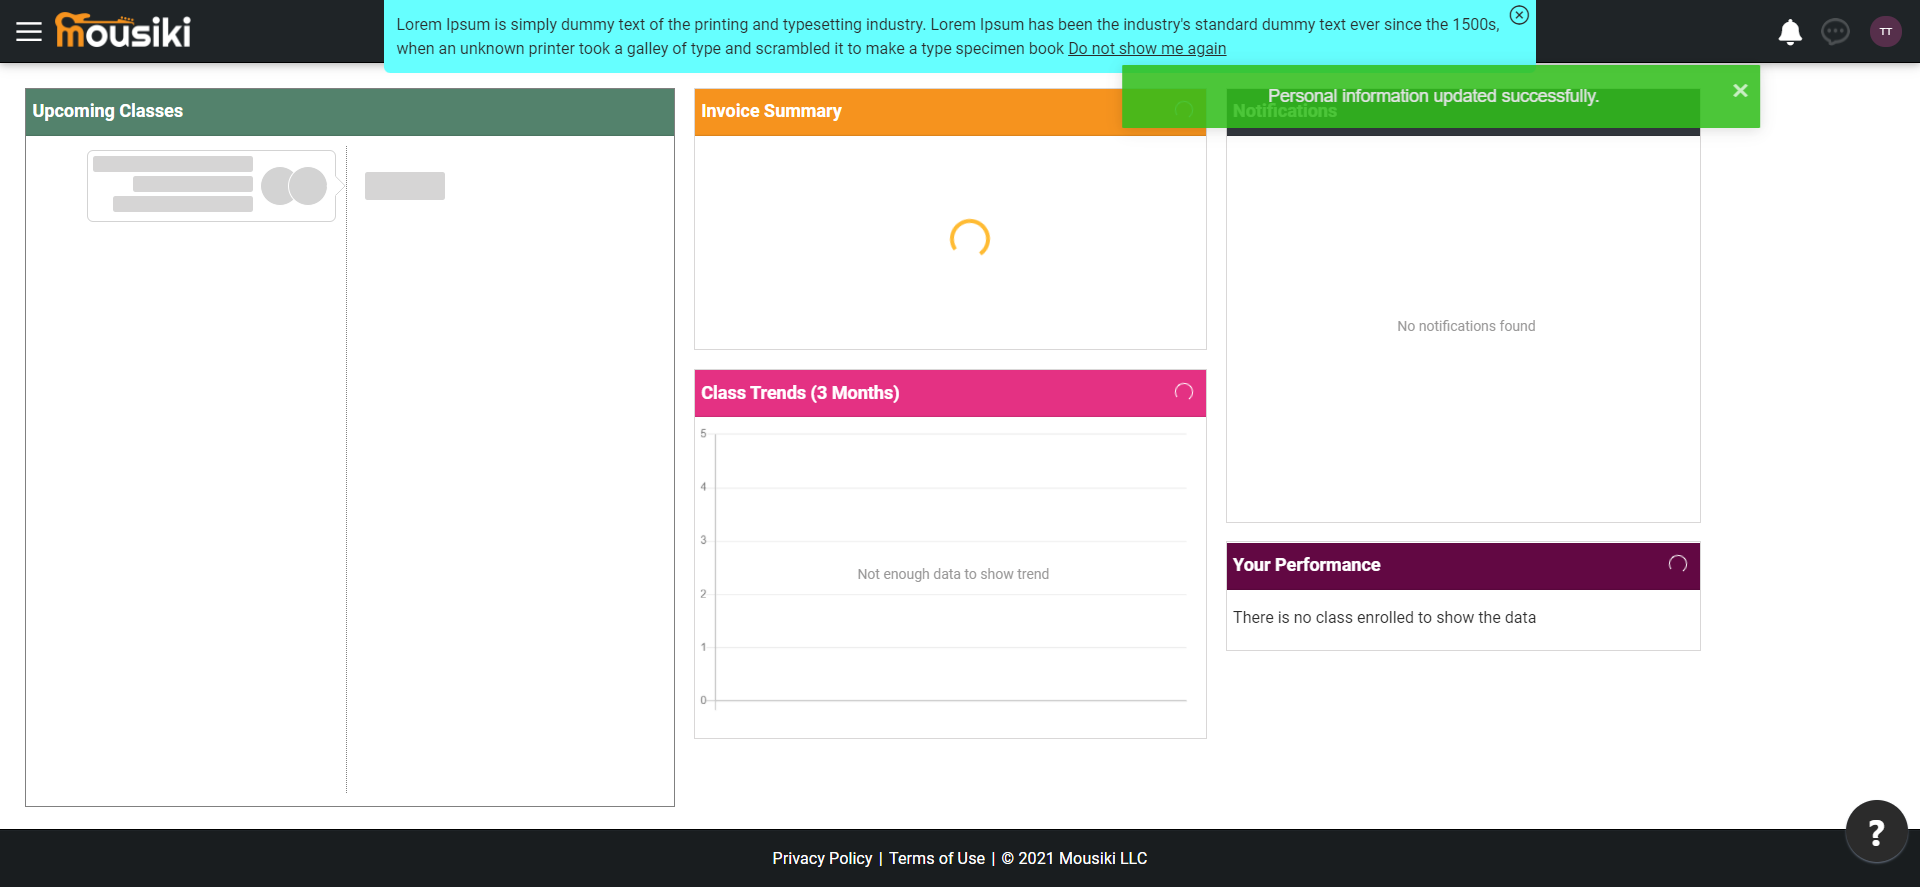 mousiki
Lorem Ipsum is simply dummy text of the printing and typesetting industry. Lorem Ipsum has been the industry's standard dummy text ever since the 1500s,
when an unknown printer took a galley of type and scrambled it to make a type specimen book Do not show me again
TT
Personal information updated successfully.
Upcoming Classes
Invoice Summary
Notifications
No notifications found
Class Trends (3 Months)
5
4
3
Not enough data to show trend
2
1
0
Your Performance
There is no class enrolled to show the data
?
Privacy Policy | Terms of Use | © 2021 Mousiki LLC